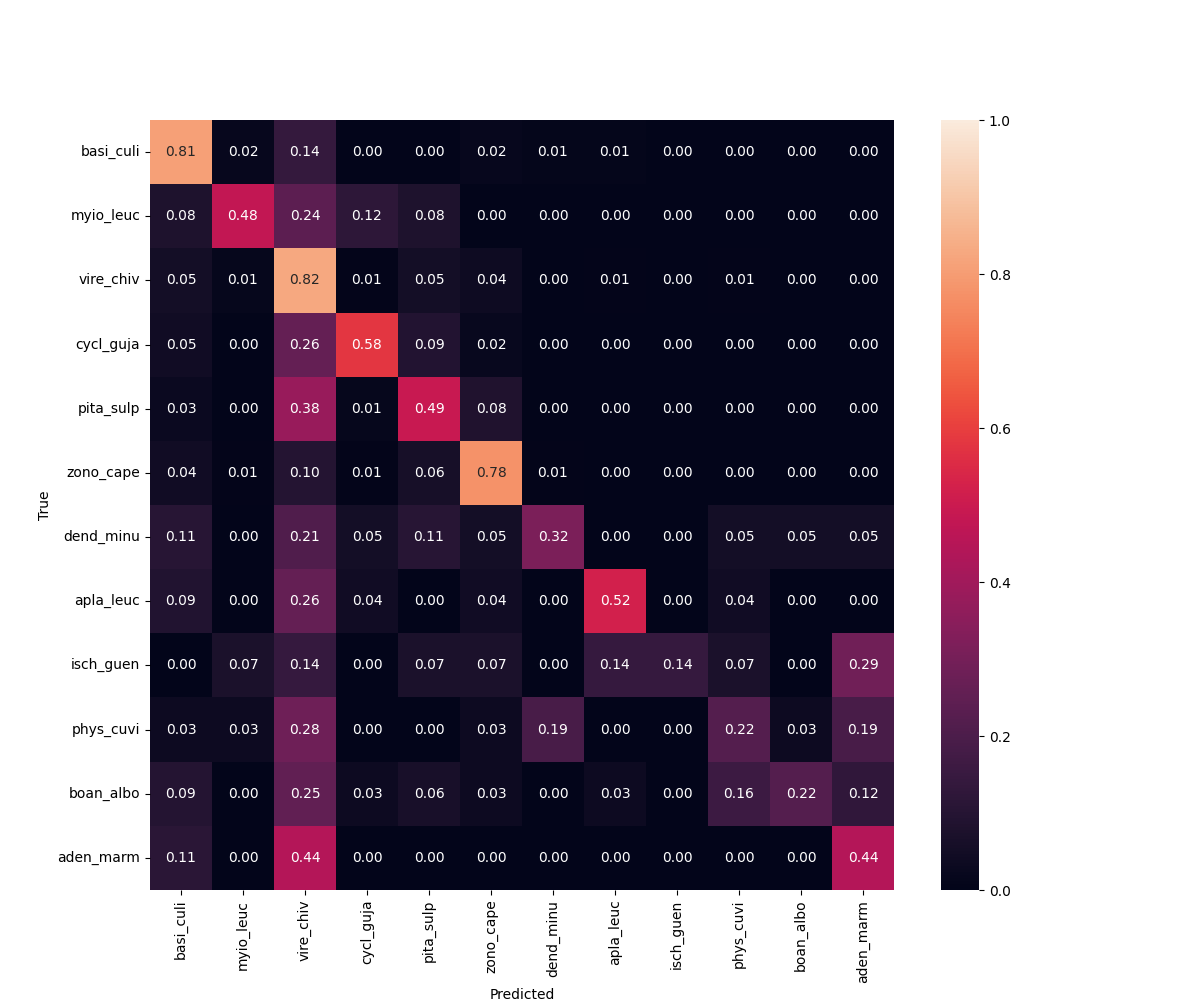 basi_culi 0.81 0.02 0.14 0.00 0.00 0.02 0.01 0.01 0.00 0.00 0.00 0.00
myio_leuc 0.08 0.48 0.24 0.12 0.08 0.00 0.00 0.00 0.00 0.00 0.00 0.00
vire_chiv 0.05 0.01 0.82 0.01 0.05 0.04 0.00 0.01 0.00 0.01 0.00 0.00
cycl_guja 0.05 0.00 0.26 0.58 0.09 0.02 0.00 0.00 0.00 0.00 0.00 0.00
pita_sulp 0.03 0.00 0.38 0.01 0.49 0.08 0.00 0.00 0.00 0.00 0.00 0.00
zono_cape 0.04 0.01 0.10 0.01 0.06 0.78 0.01 0.00 0.00 0.00 0.00 0.00
dend_minu 0.11 0.00 0.21 0.05 0.11 0.05 0.32 0.00 0.00 0.05 0.05 0.05
apla_leuc 0.09 0.00 0.26 0.04 0.00 0.04 0.00 0.52 0.00 0.04 0.00 0.00
isch_guen 0.00 0.07 0.14 0.00 0.07 0.07 0.00 0.14 0.14 0.07 0.00 0.29
phys_cuvi 0.03 0.03 0.28 0.00 0.00 0.03 0.19 0.00 0.00 0.22 0.03 0.19
boan_albo 0.09 0.00 0.25 0.03 0.06 0.03 0.00 0.03 0.00 0.16 0.22 0.12
aden_marm 0.11 0.00 0.44 0.00 0.00 0.00 0.00 0.00 0.00 0.00 0.00 0.44
True
basi_culi myio_leuc vire_chiv cycl_guja pita_sulp zono_cape dend_minu apla_leuc isch_guen phys_cuvi boan_albo aden_marm
Predicted
1.0
0.8
0.6
0.4
0.2
0.0